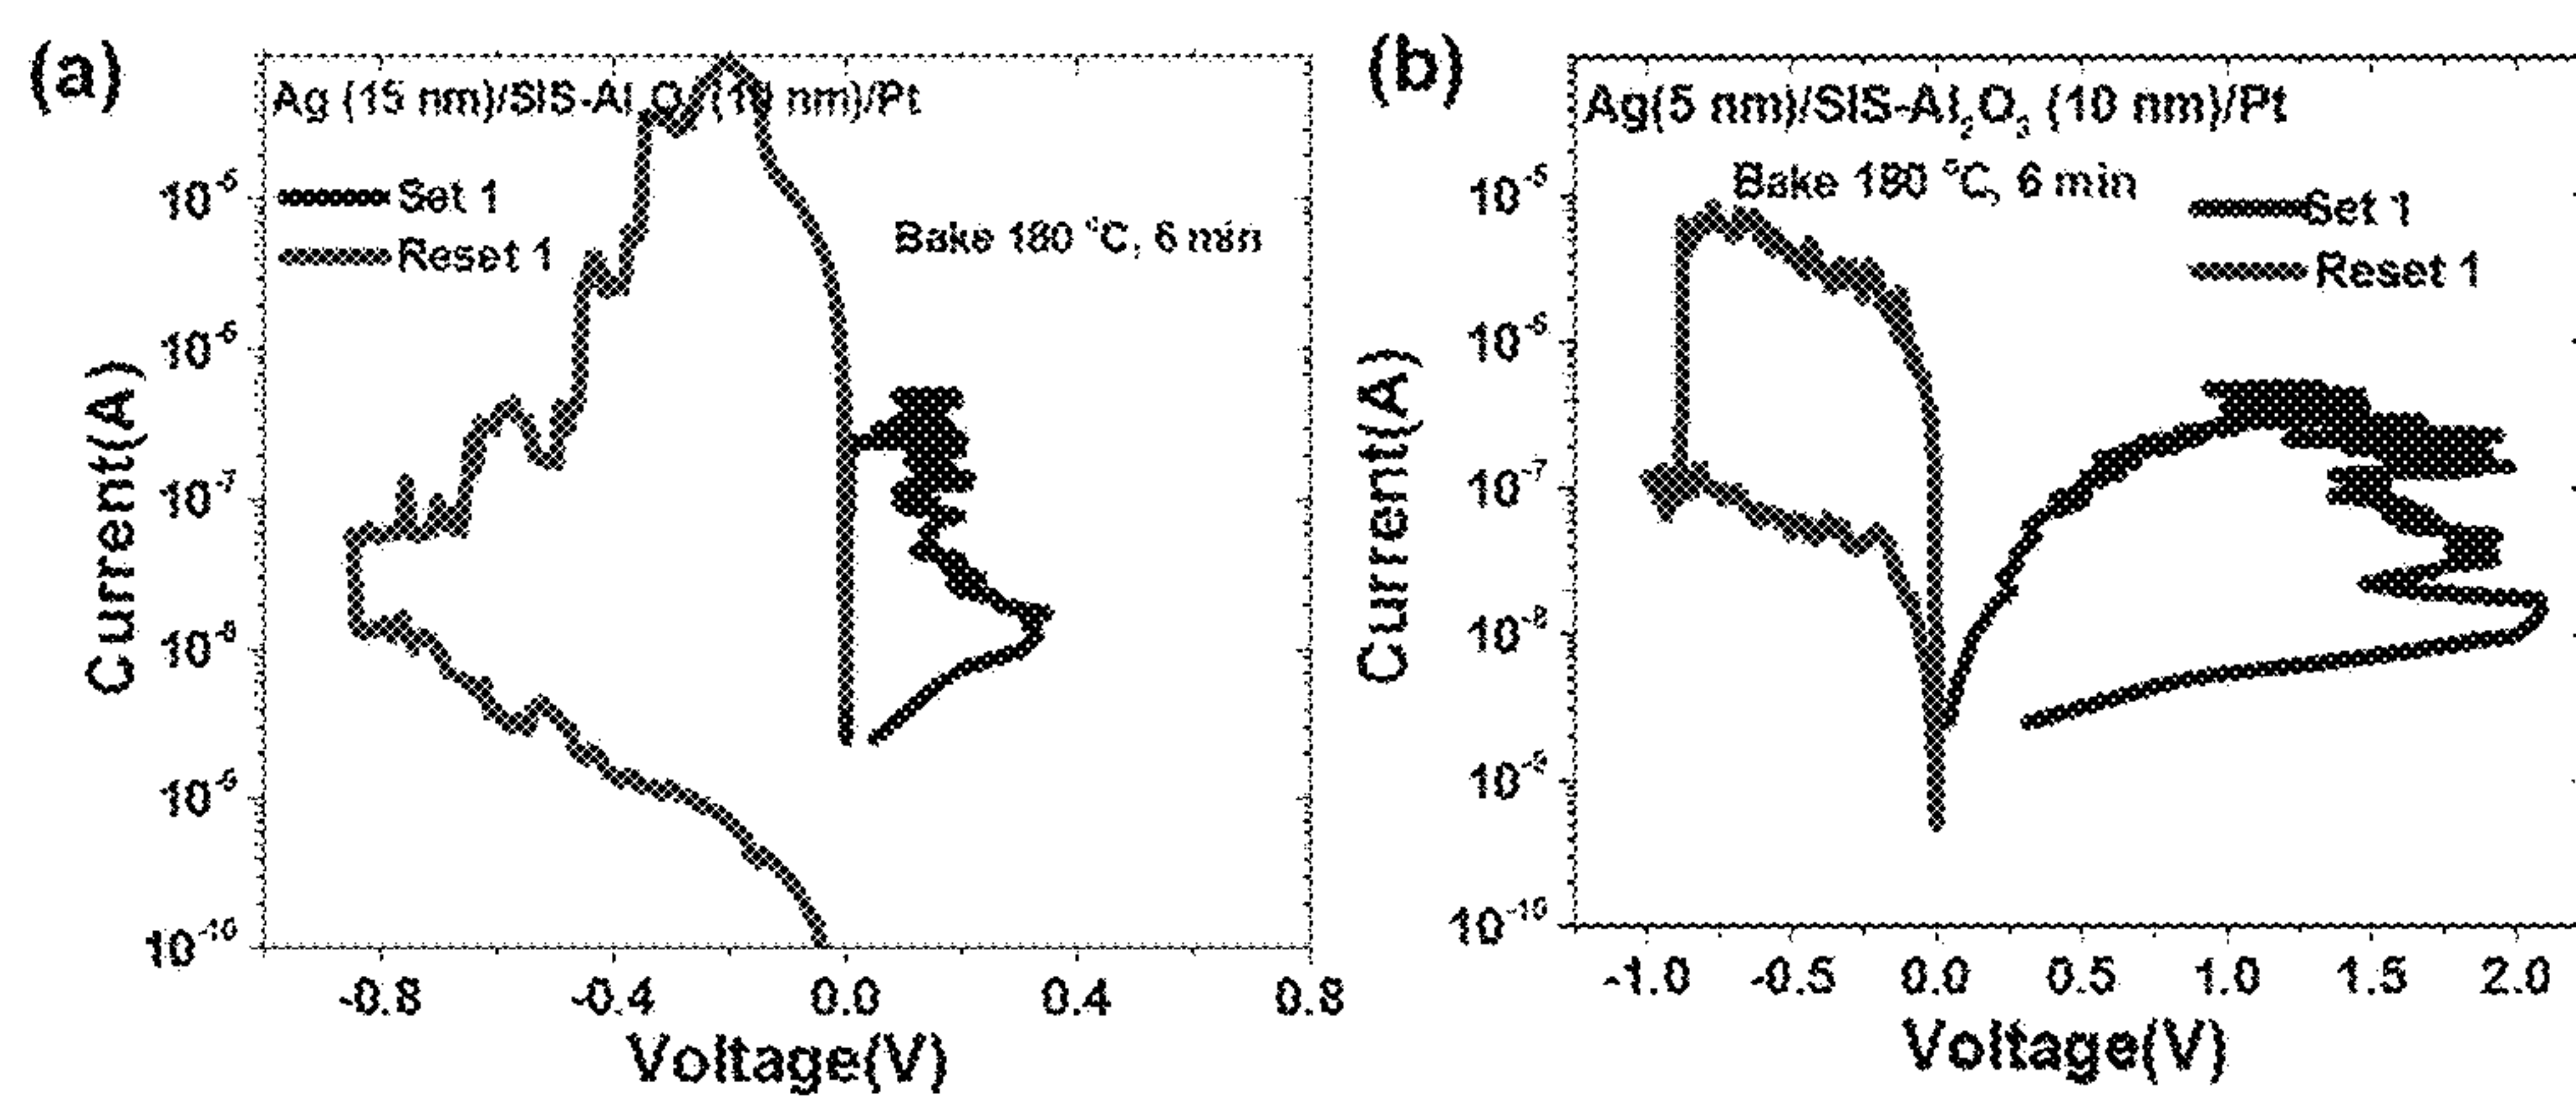 (a)
Ag (15 nm)/SIS-Al₂O₃ (10 nm)/Pt
Set 1
Reset 1
Bake 180 °C, 6 min
Current(A)
10⁻⁵
10⁻⁶
10⁻⁷
10⁻⁸
10⁻⁹
10⁻¹⁰
-0.8 -0.4 0.0 0.4 0.8
Voltage(V)
(b)
Ag(5 nm)/SIS-Al₂O₃ (10 nm)/Pt
Bake 180 °C, 6 min
Set 1
Reset 1
Current(A)
10⁻⁵
10⁻⁶
10⁻⁷
10⁻⁸
10⁻⁹
10⁻¹⁰
-1.0 -0.5 0.0 0.5 1.0 1.5 2.0
Voltage(V)